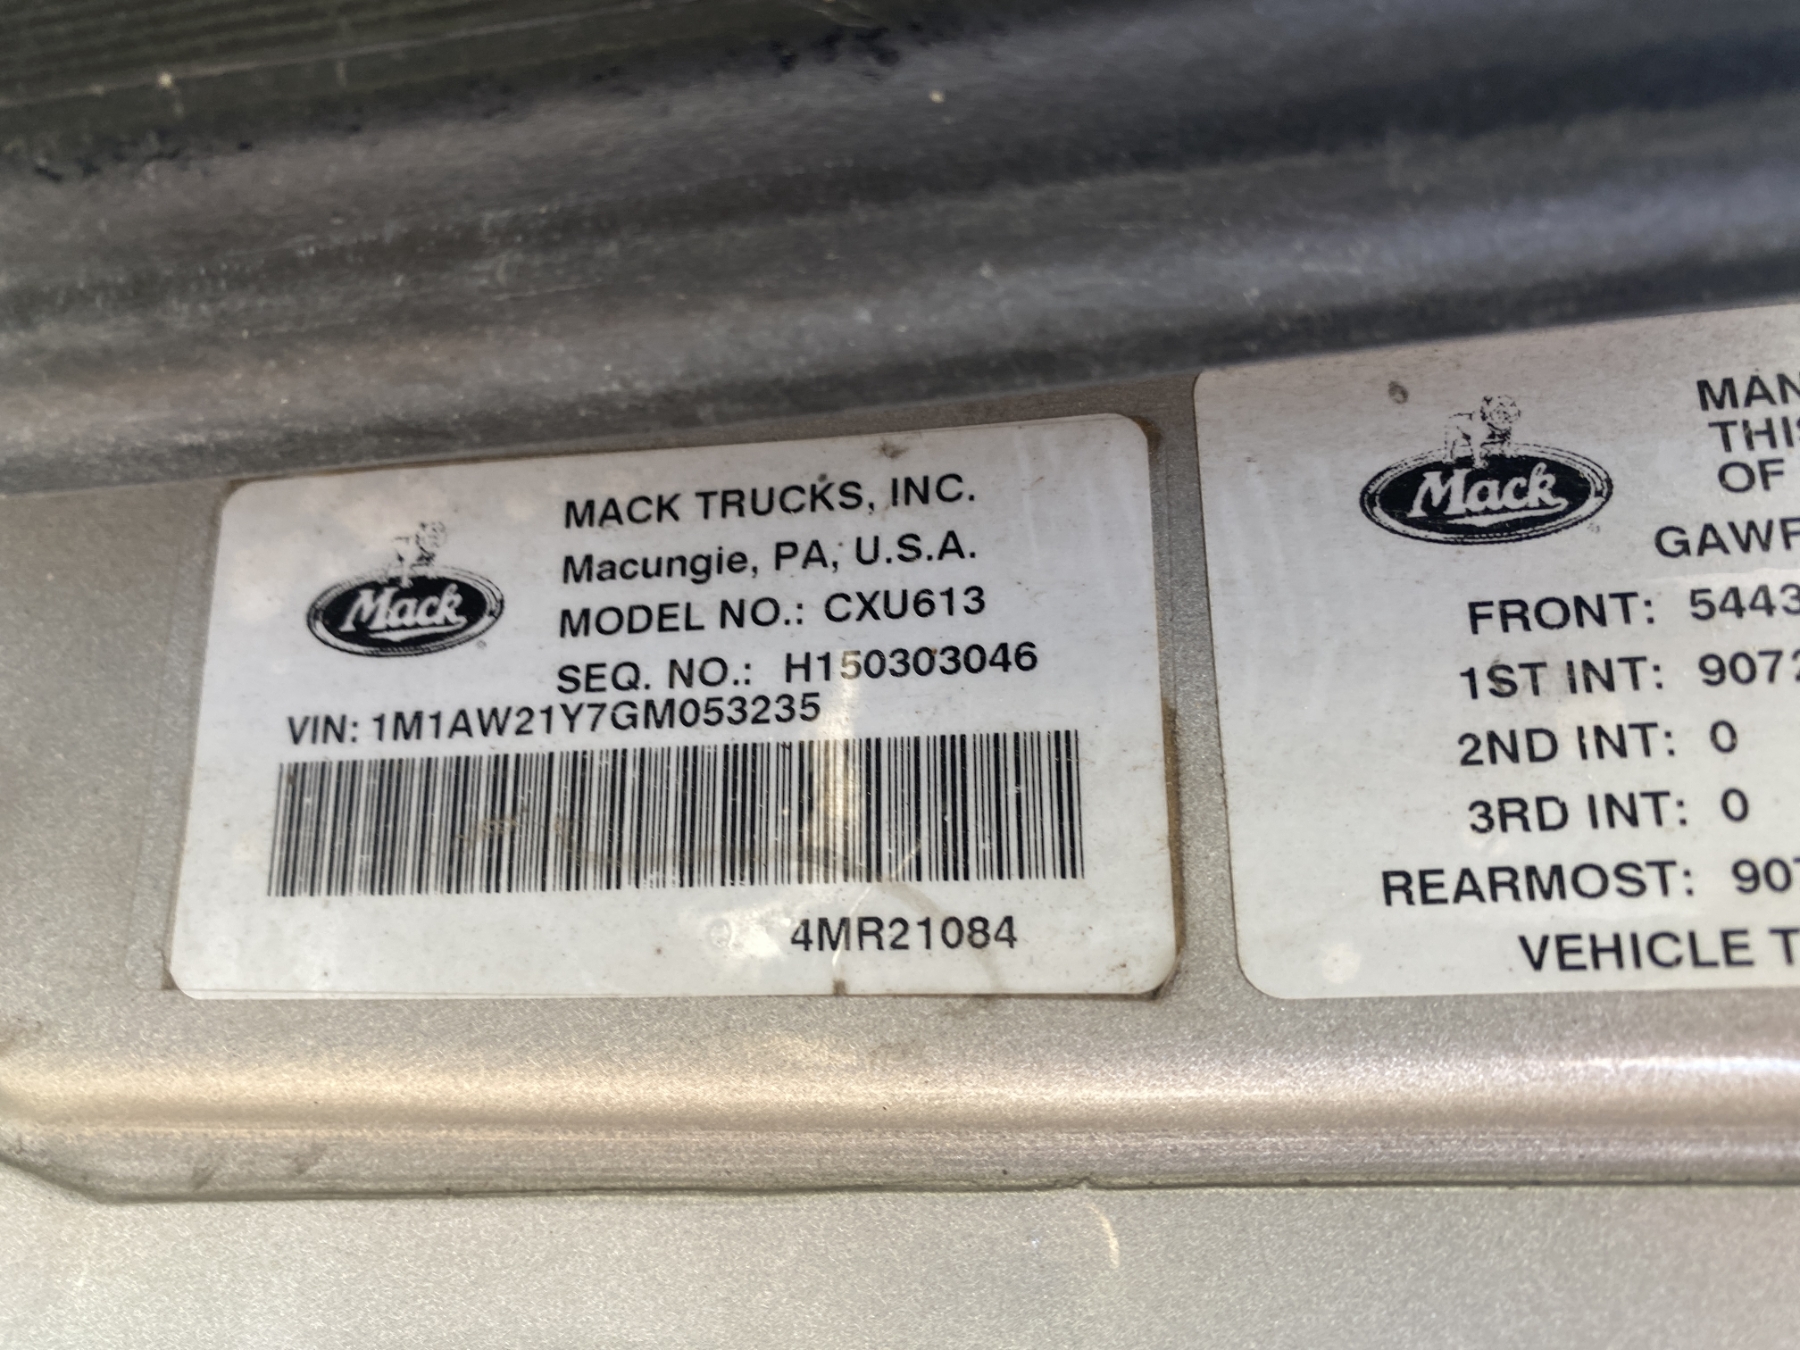 MACK TRUCKS, INC.
Macungie, PA, U.S.A.
Mack
MODEL NO.: CXU613
SEQ. NO.: H150303046
VIN: 1M1AW21Y7GM053235
4MR21084
Mack
MAN
THIS
OF
GAWR
FRONT: 5443
1ST INT: 9072
2ND INT: 0
3RD INT: 0
REARMOST: 907
VEHICLE T